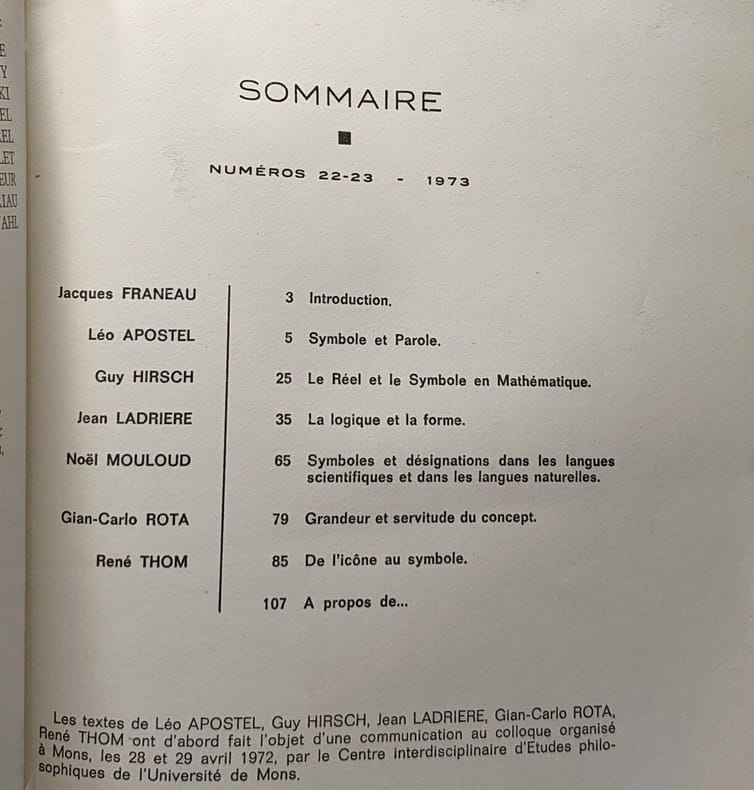 SOMMAIRE
NUMÉROS 22-23 - 1973
Jacques FRANEAU 3 Introduction.
Léo APOSTEL 5 Symbole et Parole.
Guy HIRSCH 25 Le Réel et le Symbole en Mathématique.
Jean LADRIERE 35 La logique et la forme.
Noël MOULOUD 65 Symboles et désignations dans les langues
scientifiques et dans les langues naturelles.
Gian-Carlo ROTA 79 Grandeur et servitude du concept.
René THOM 85 De l'icône au symbole.
107 A propos de...
Les textes de Léo APOSTEL, Guy HIRSCH, Jean LADRIERE, Gian-Carlo ROTA,
René THOM ont d'abord fait l'objet d'une communication au colloque organisé
à Mons, les 28 et 29 avril 1972, par le Centre interdisciplinaire d'Etudes philo-
sophiques de l'Université de Mons.